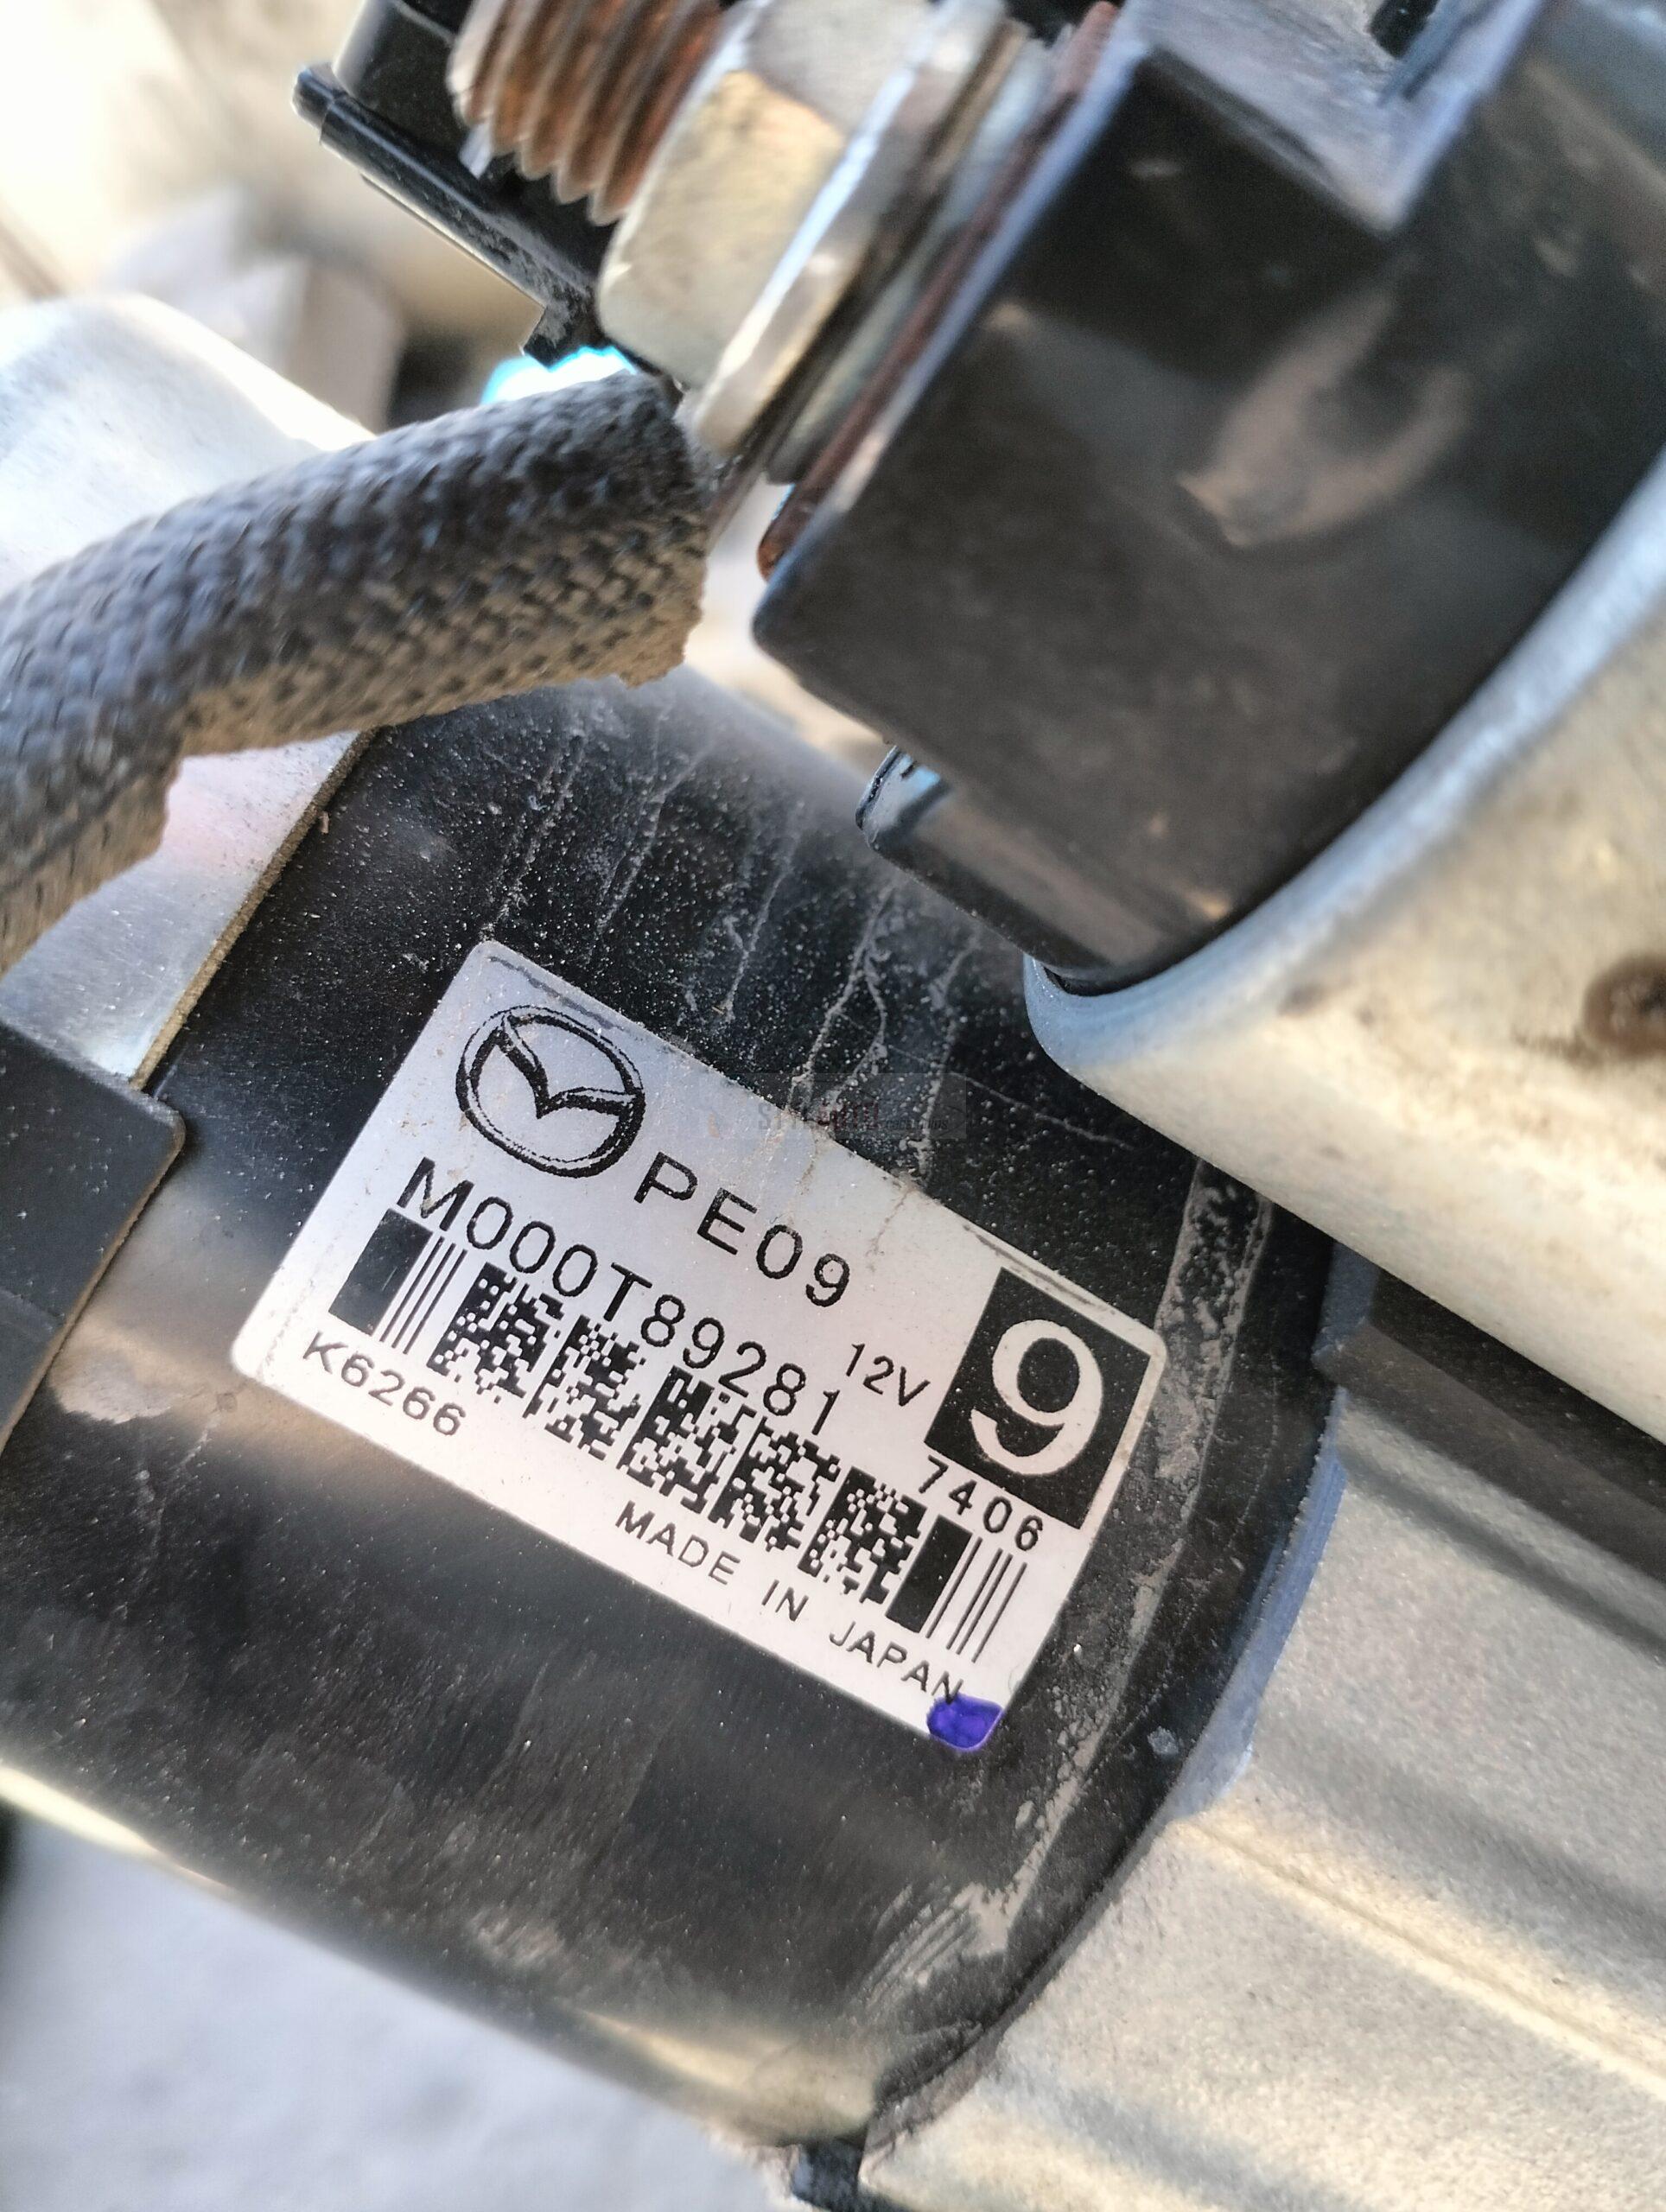 PE09
M000T89281 12V
9
7406
K6266
MADE IN JAPAN